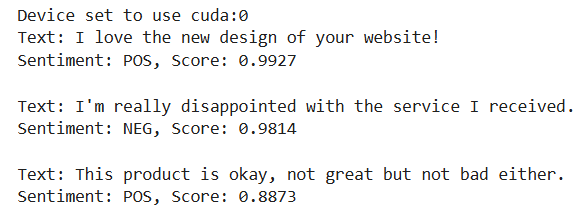 Device set to use cuda:0
Text: I love the new design of your website!
Sentiment: POS, Score: 0.9927
Text: I'm really disappointed with the service I received.
Sentiment: NEG, Score: 0.9814
Text: This product is okay, not great but not bad either.
Sentiment: POS, Score: 0.8873